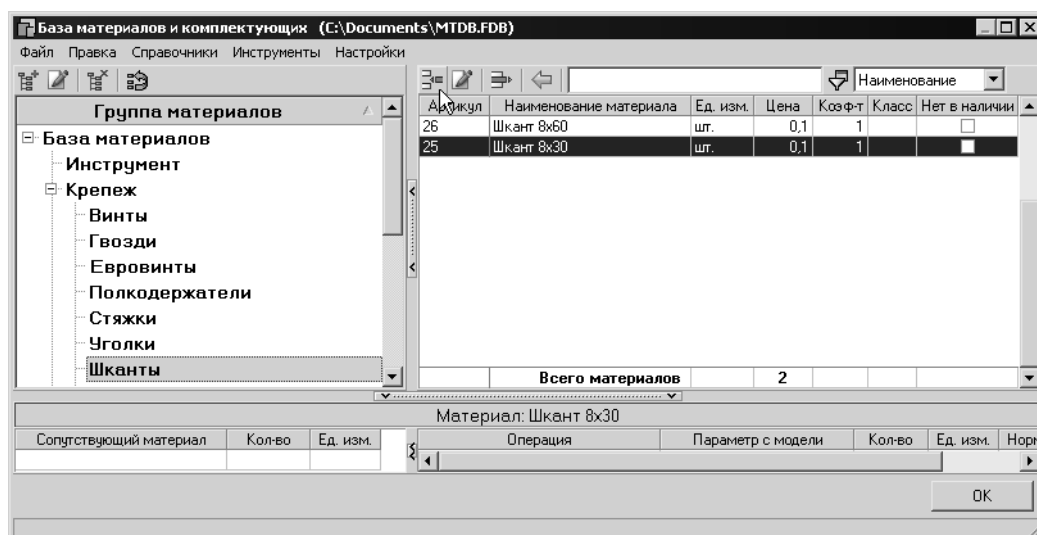 База материалов и комплектующих (C:\Documents\MTDB.FDB)
Файл Правка Справочники Инструменты Настройки
Наименование
Группа материалов
База материалов
Инструмент
Крепеж
Винты
Гвозди
Евровинты
Полкодержатели
Стяжки
Уголки
Шканты
Артикул Наименование материала Ед. изм. Цена Коэф-т Класс Нет в наличии
26 Шкант 8x60 шт. 0,1 1
25 Шкант 8x30 шт. 0,1 1
Всего материалов 2
Материал: Шкант 8x30
Сопутствующий материал Кол-во Ед. изм.
Операция Параметр с модели Кол-во Ед. изм. Норм
OK